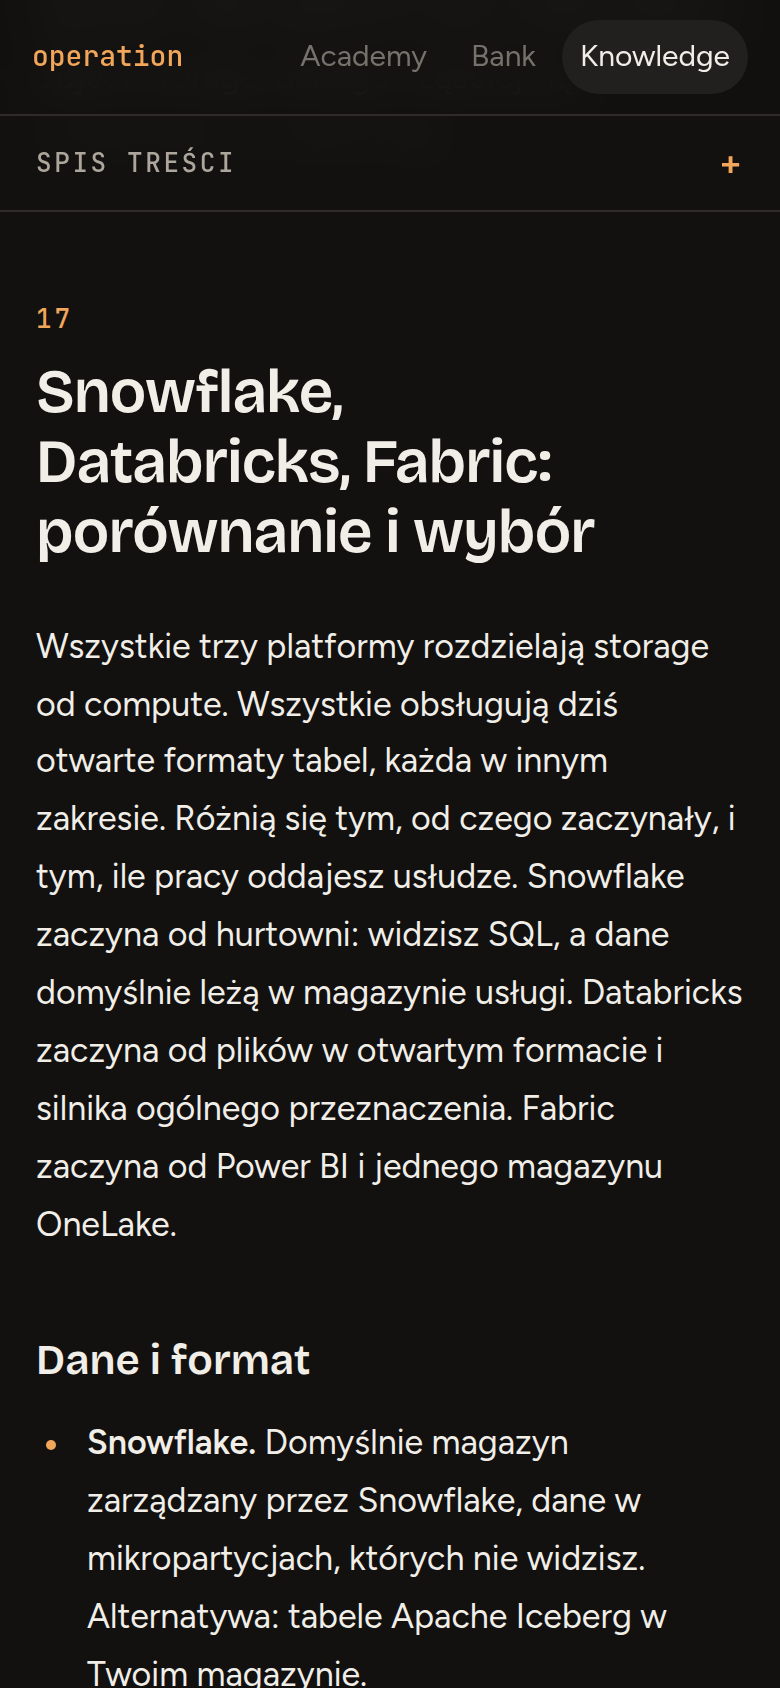 operation
Academy Bank Knowledge
SPIS TREŚCI +
17
Snowflake,
Databricks, Fabric:
porównanie i wybór
Wszystkie trzy platformy rozdzielają storage
od compute. Wszystkie obsługują dziś
otwarte formaty tabel, każda w innym
zakresie. Różnią się tym, od czego zaczynały, i
tym, ile pracy oddajesz usłudze. Snowflake
zaczyna od hurtowni: widzisz SQL, a dane
domyślnie leżą w magazynie usługi. Databricks
zaczyna od plików w otwartym formacie i
silnika ogólnego przeznaczenia. Fabric
zaczyna od Power BI i jednego magazynu
OneLake.
Dane i format
• Snowflake. Domyślnie magazyn
zarządzany przez Snowflake, dane w
mikropartycjach, których nie widzisz.
Alternatywa: tabele Apache Iceberg w
Twoim magazynie.